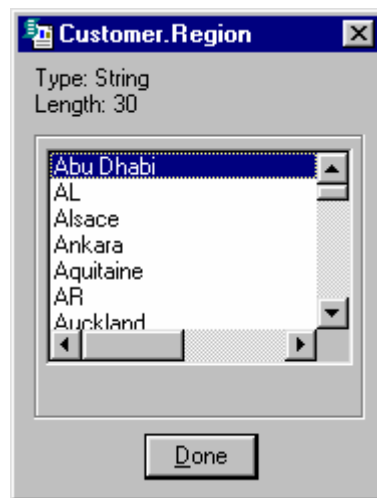 Customer.Region
Type: String
Length: 30
Abu Dhabi
AL
Alsace
Ankara
Aquitaine
AR
Auckland
Done